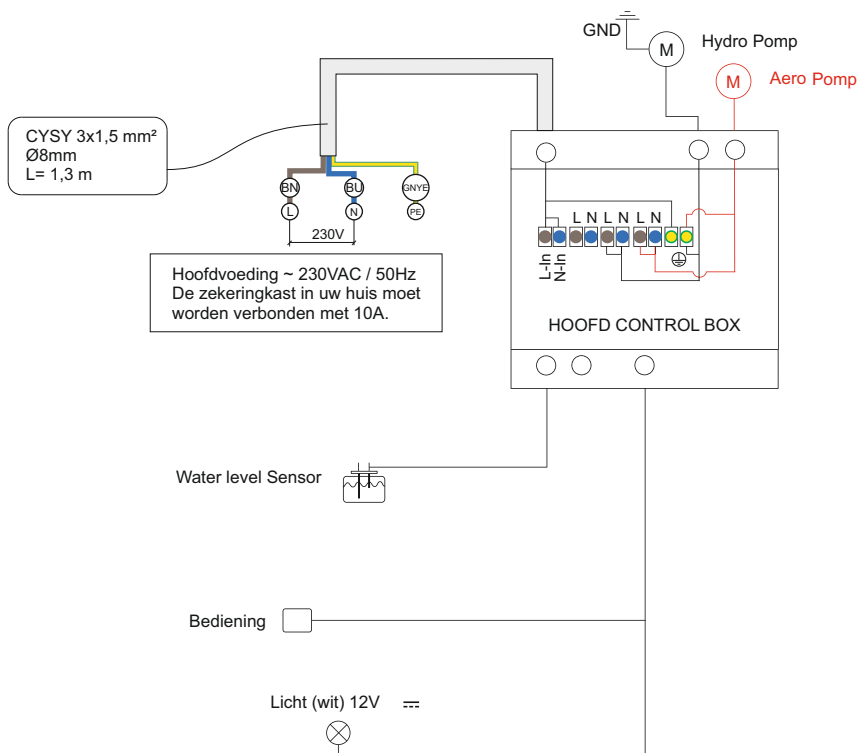 GND
M
Hydro Pomp
M
Aero Pomp
CYSY 3x1,5 mm²
Ø8mm
L= 1,3 m
BN
BU
GNYE
L
N
PE
230V
Hoofdvoeding ~ 230VAC / 50Hz
De zekeringkast in uw huis moet
worden verbonden met 10A.
L N L N L N
L-In
N-In
HOOFD CONTROL BOX
Water level Sensor
Bediening
Licht (wit) 12V